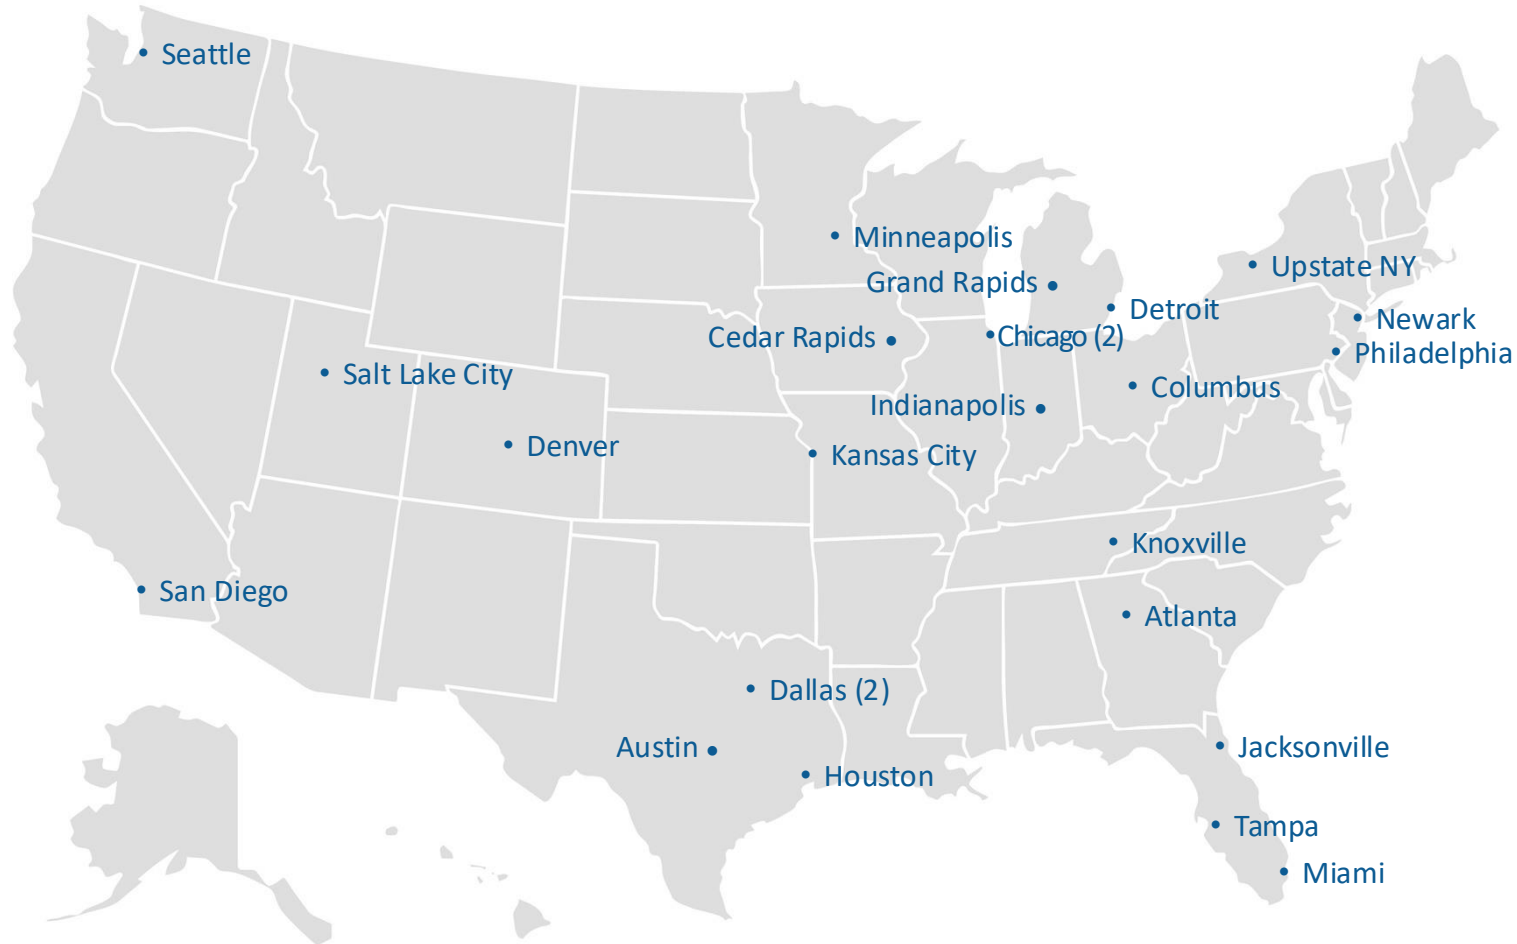 Seattle
Minneapolis
Upstate NY
Grand Rapids
Detroit
Newark
Cedar Rapids
Chicago (2)
Philadelphia
Salt Lake City
Columbus
Indianapolis
Denver
Kansas City
Knoxville
San Diego
Atlanta
Dallas (2)
Austin
Jacksonville
Houston
Tampa
Miami